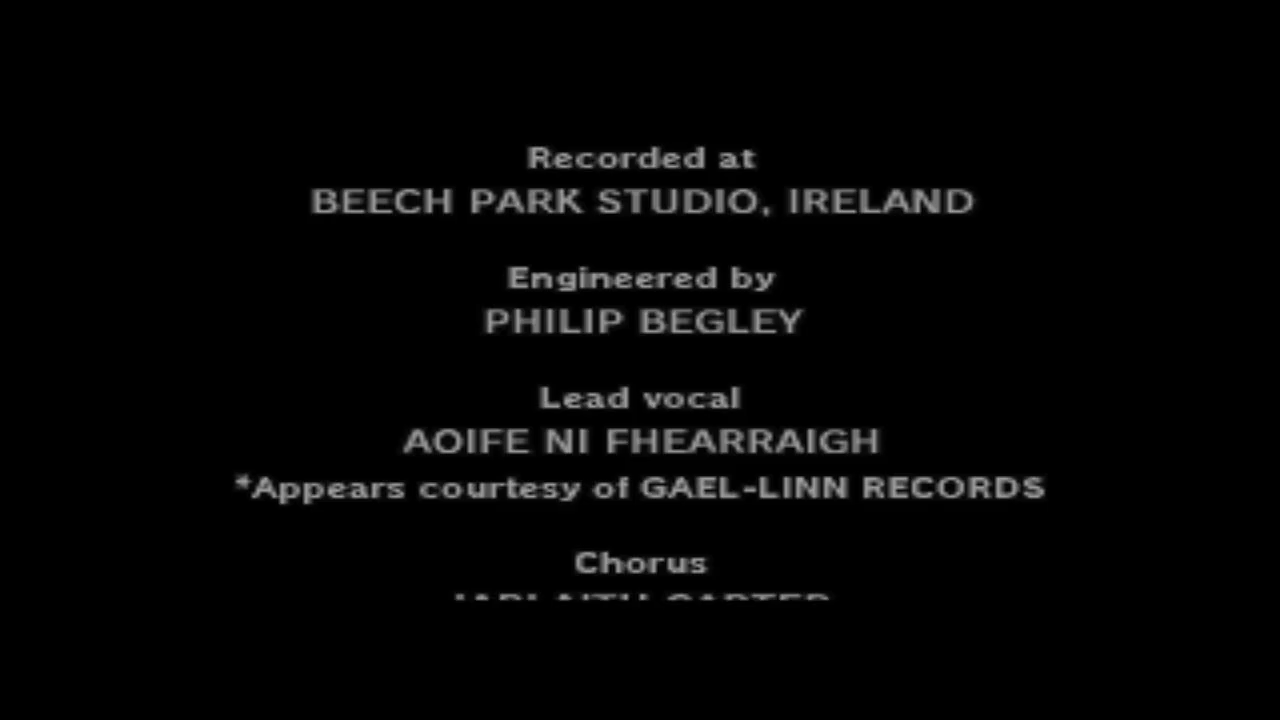 Recorded at
BEECH PARK STUDIO, IRELAND
Engineered by
PHILIP BEGLEY
Lead vocal
AOIFE NI FHEARRAIGH
*Appears courtesy of GAEL-LINN RECORDS
Chorus